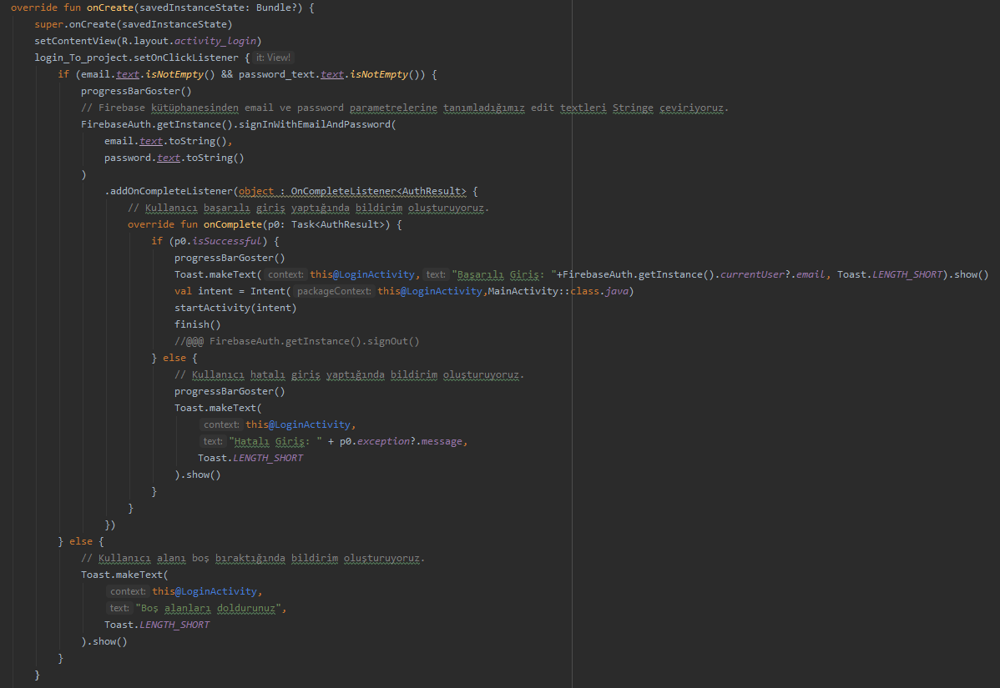 override fun onCreate(savedInstanceState: Bundle?) {
    super.onCreate(savedInstanceState)
    setContentView(R.layout.activity_login)
    login_To_project.setOnClickListener { it: View!
        if (email.text.isNotEmpty() && password_text.text.isNotEmpty()) {
            progressBarGoster()
            // Firebase kütüphanesinden email ve password parametrelerine tanımladığımız edit textleri Stringe çeviriyoruz.
            FirebaseAuth.getInstance().signInWithEmailAndPassword(
                email.text.toString(),
                password.text.toString()
            )
                .addOnCompleteListener(object : OnCompleteListener<AuthResult> {
                    // Kullanıcı başarılı giriş yaptığında bildirim oluşturuyoruz.
                    override fun onComplete(p0: Task<AuthResult>) {
                        if (p0.isSuccessful) {
                            progressBarGoster()
                            Toast.makeText( context: this@LoginActivity, text: "Başarılı Giriş: "+FirebaseAuth.getInstance().currentUser?.email, Toast.LENGTH_SHORT).show()
                            val intent = Intent( packageContext: this@LoginActivity,MainActivity::class.java)
                            startActivity(intent)
                            finish()
                            //@@@ FirebaseAuth.getInstance().signOut()
                        } else {
                            // Kullanıcı hatalı giriş yaptığında bildirim oluşturuyoruz.
                            progressBarGoster()
                            Toast.makeText(
                                context: this@LoginActivity,
                                text: "Hatalı Giriş: " + p0.exception?.message,
                                Toast.LENGTH_SHORT
                            ).show()
                        }
                    }
                })
        } else {
            // Kullanıcı alanı boş bıraktığında bildirim oluşturuyoruz.
            Toast.makeText(
                context: this@LoginActivity,
                text: "Boş alanları doldurunuz",
                Toast.LENGTH_SHORT
            ).show()
        }
    }